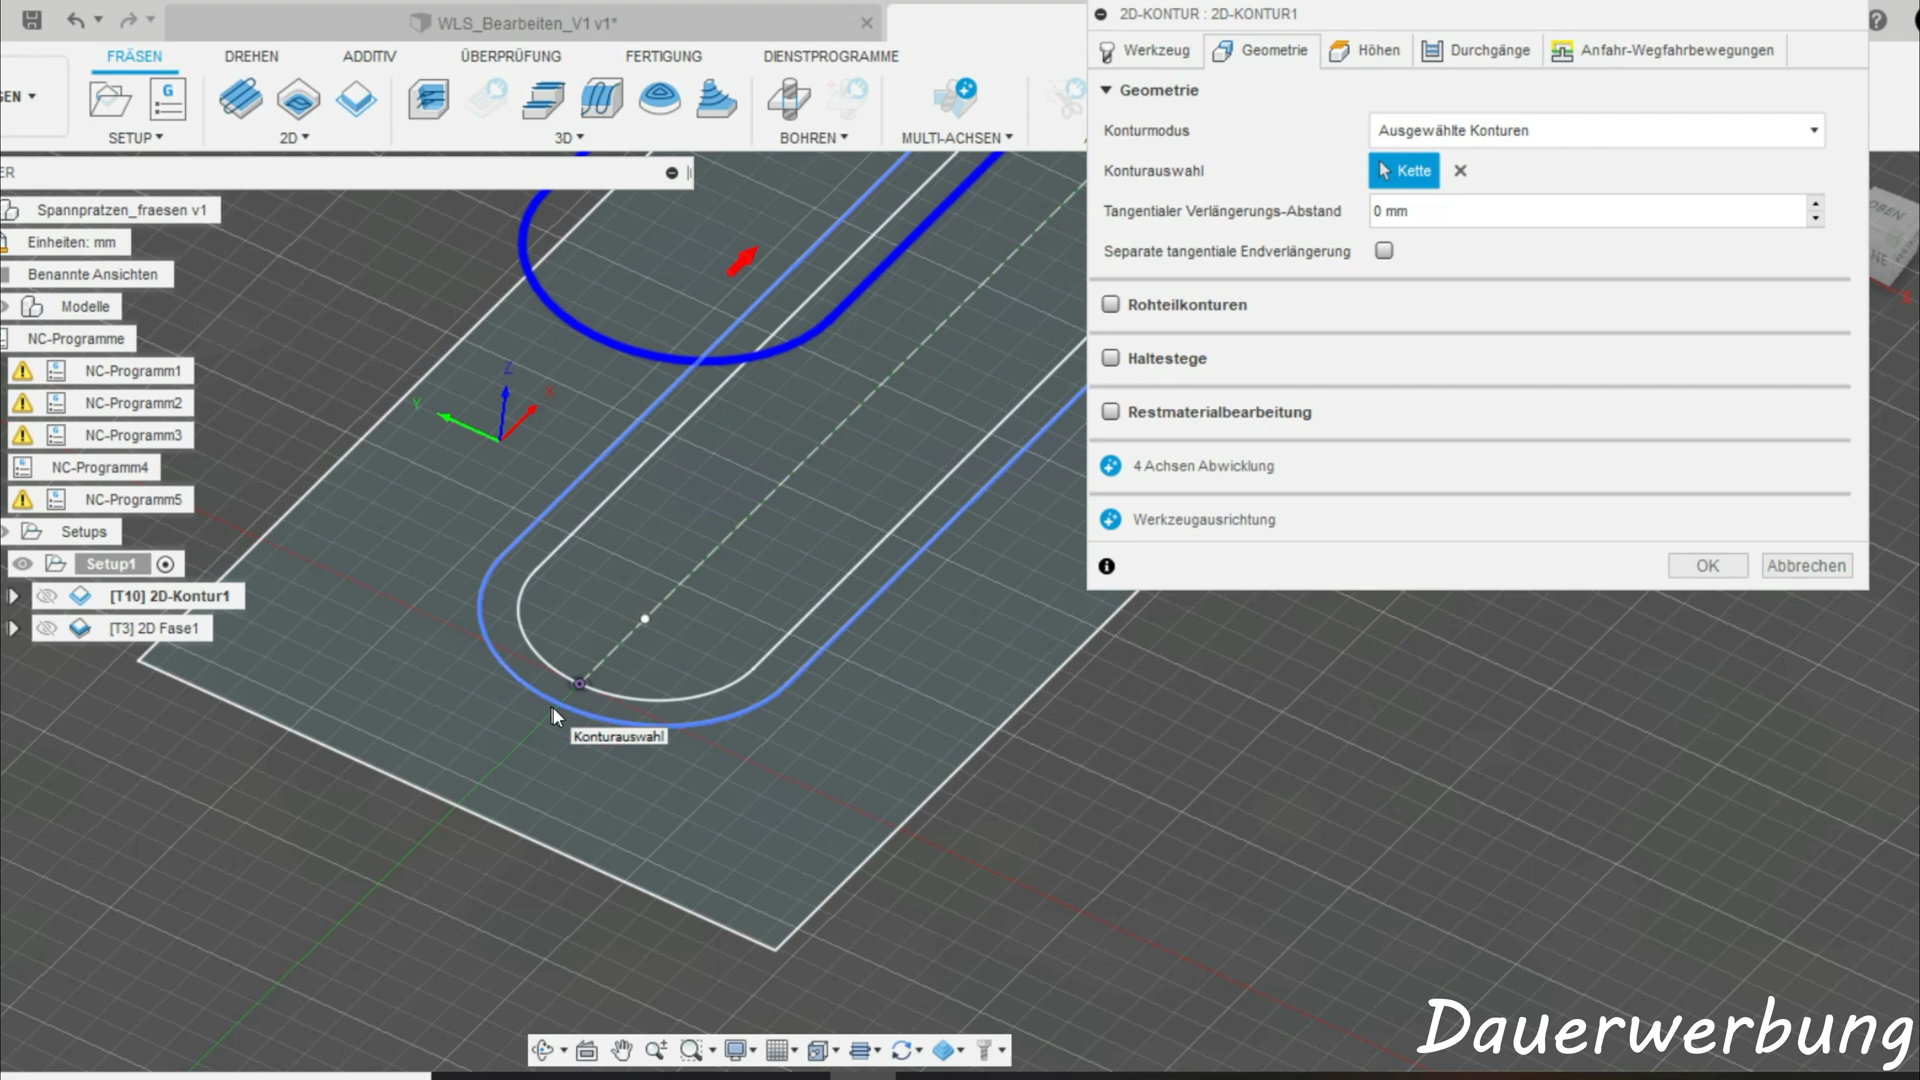 WLS_Bearbeiten_V1 v1*
FRÄSEN
DREHEN
ADDITIV
ÜBERPRÜFUNG
FERTIGUNG
DIENSTPROGRAMME
GEN
G
SETUP
2D
3D
BOHREN
MULTI-ACHSEN
ER
Spannpratzen_fraesen v1
Einheiten: mm
Benannte Ansichten
Modelle
NC-Programme
NC-Programm1
NC-Programm2
NC-Programm3
NC-Programm4
NC-Programm5
Setups
Setup1
[T10] 2D-Kontur1
[T3] 2D Fase1
Z
X
Y
Konturauswahl
2D-KONTUR : 2D-KONTUR1
Werkzeug
Geometrie
Höhen
Durchgänge
Anfahr-Wegfahrbewegungen
Geometrie
Konturmodus
Ausgewählte Konturen
Konturauswahl
Kette
Tangentialer Verlängerungs-Abstand
0 mm
Separate tangentiale Endverlängerung
Rohteilkonturen
Haltestege
Restmaterialbearbeitung
4 Achsen Abwicklung
Werkzeugausrichtung
OK
Abbrechen
OBEN
X
Dauerwerbung